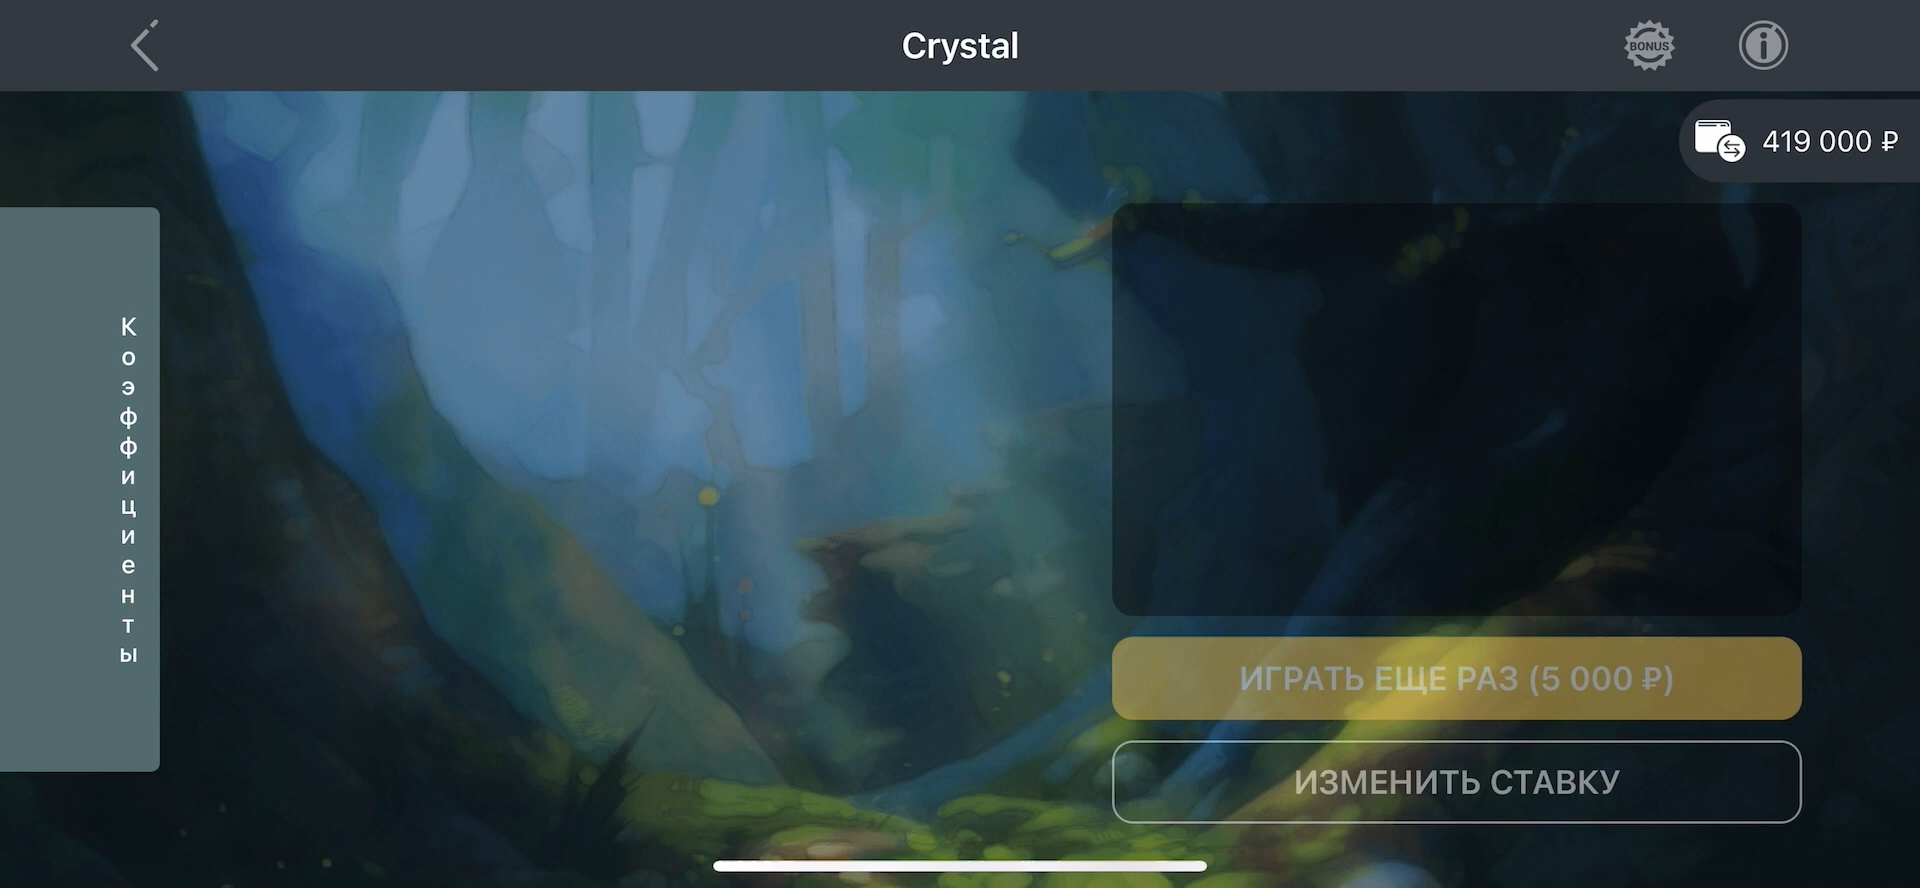 Crystal
BONUS
419 000 ₽
Коэффициенты
ИГРАТЬ ЕЩЕ РАЗ (5 000 ₽)
ИЗМЕНИТЬ СТАВКУ